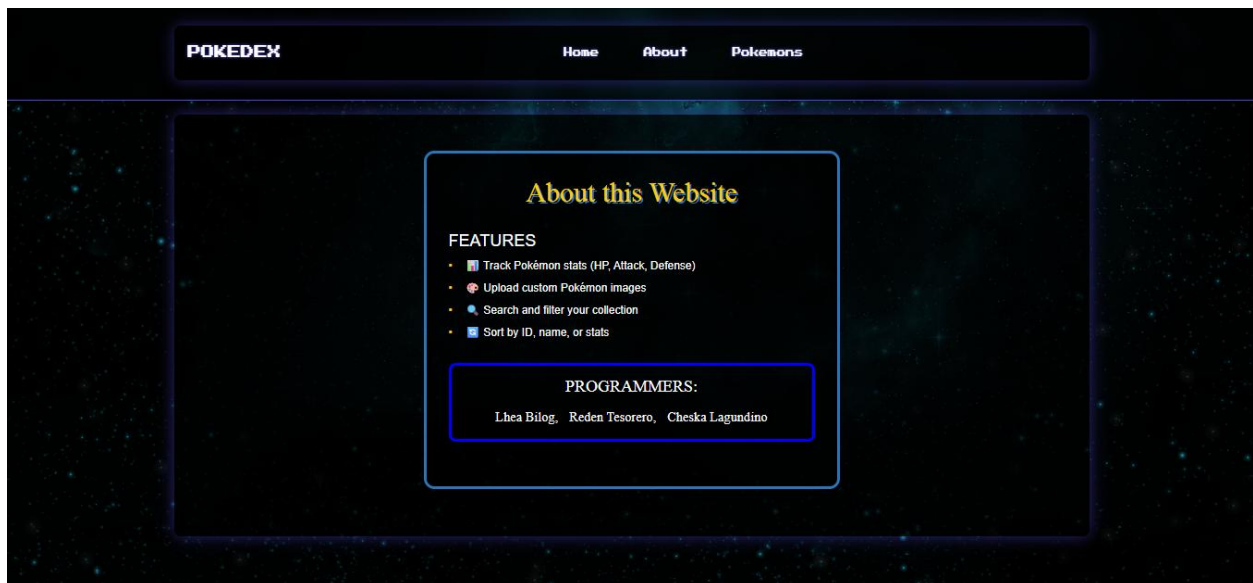 POKEDEX
Home About Pokemons
About this Website
FEATURES
📊 Track Pokémon stats (HP, Attack, Defense)
🎨 Upload custom Pokémon images
🔍 Search and filter your collection
🔄 Sort by ID, name, or stats
PROGRAMMERS:
Lhea Bilog, Reden Tesorero, Cheska Lagundino